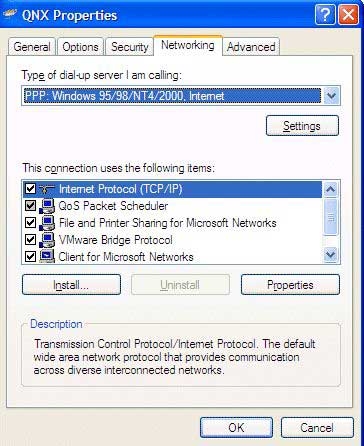 QNX Properties
General Options Security Networking Advanced
Type of dial-up server I am calling:
PPP: Windows 95/98/NT4/2000, Internet
Settings
This connection uses the following items:
Internet Protocol (TCP/IP)
QoS Packet Scheduler
File and Printer Sharing for Microsoft Networks
VMware Bridge Protocol
Client for Microsoft Networks
Install... Uninstall Properties
Description
Transmission Control Protocol/Internet Protocol. The default
wide area network protocol that provides communication
across diverse interconnected networks.
OK Cancel